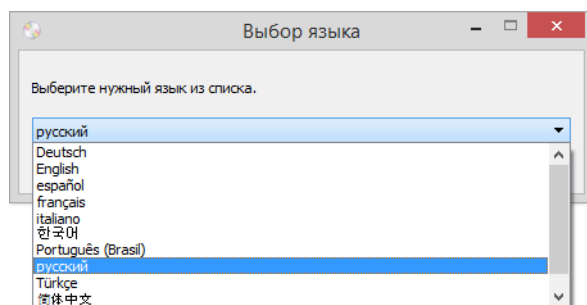 Выбор языка
Выберите нужный язык из списка.
русский
Deutsch
English
español
français
italiano
한국어
Português (Brasil)
русский
Türkçe
简体中文